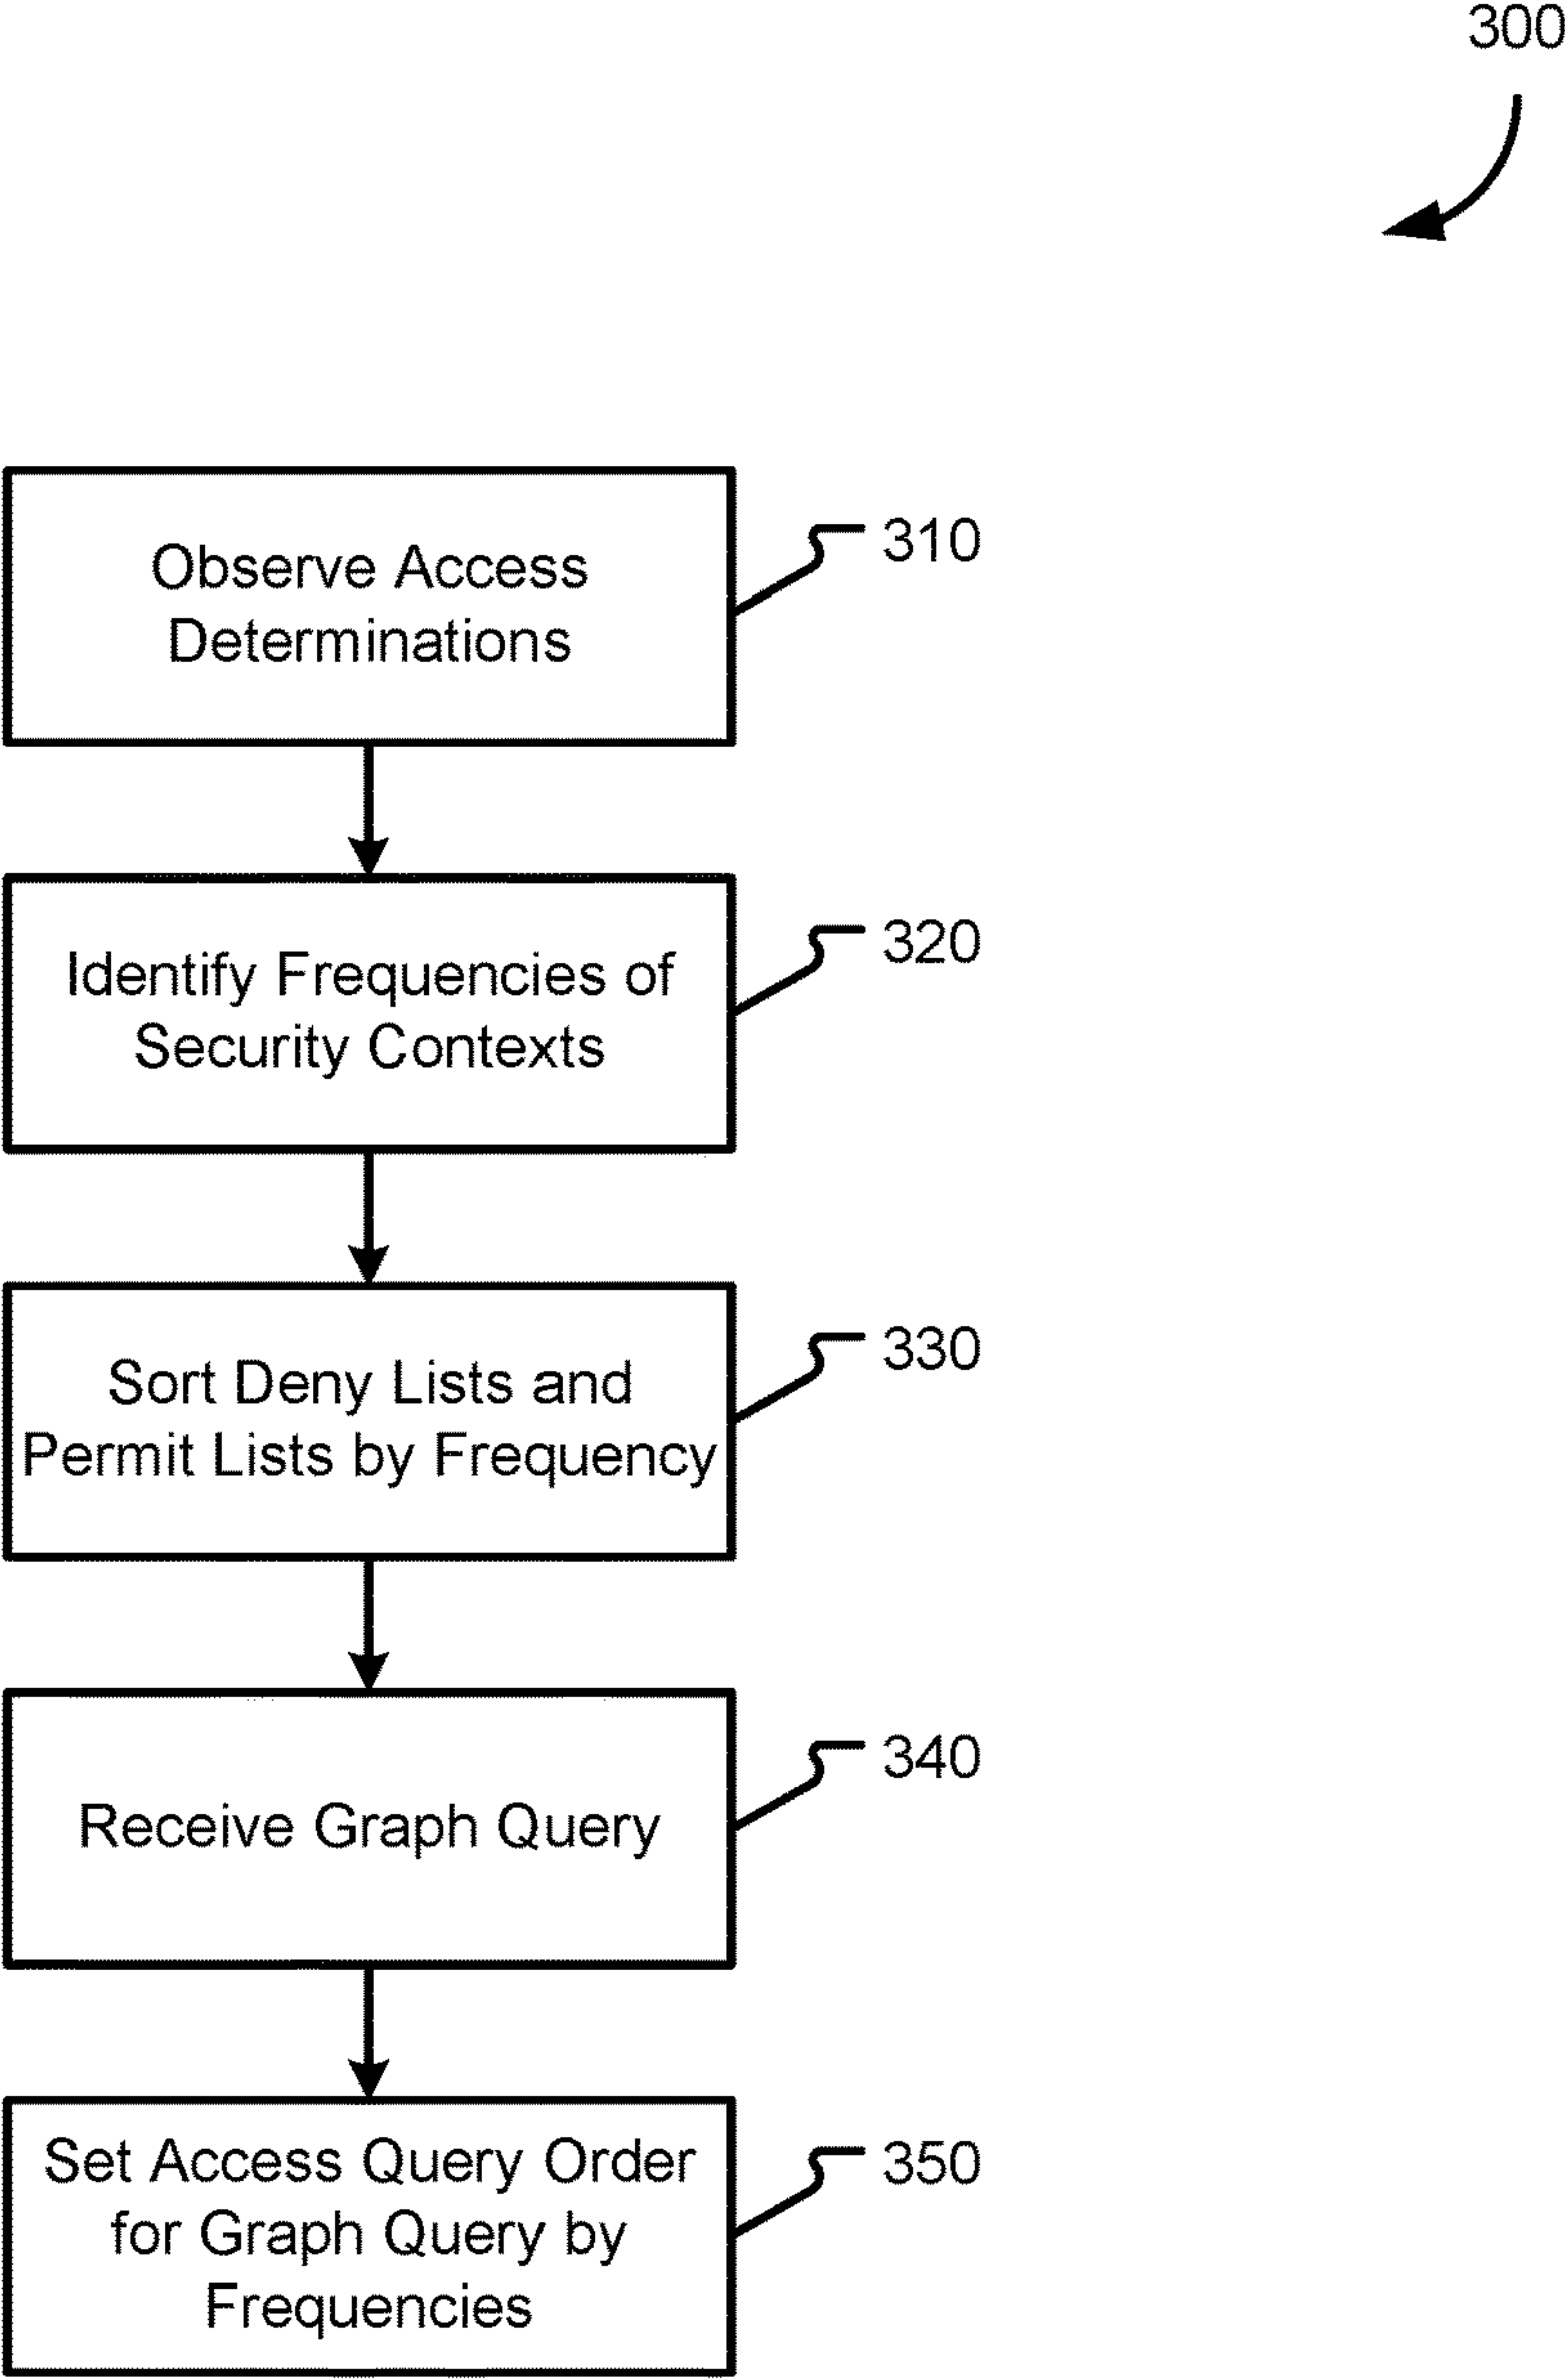 300
Observe Access
Determinations
310
Identify Frequencies of
Security Contexts
320
Sort Deny Lists and
Permit Lists by Frequency
330
Receive Graph Query
340
Set Access Query Order
for Graph Query by
Frequencies
350